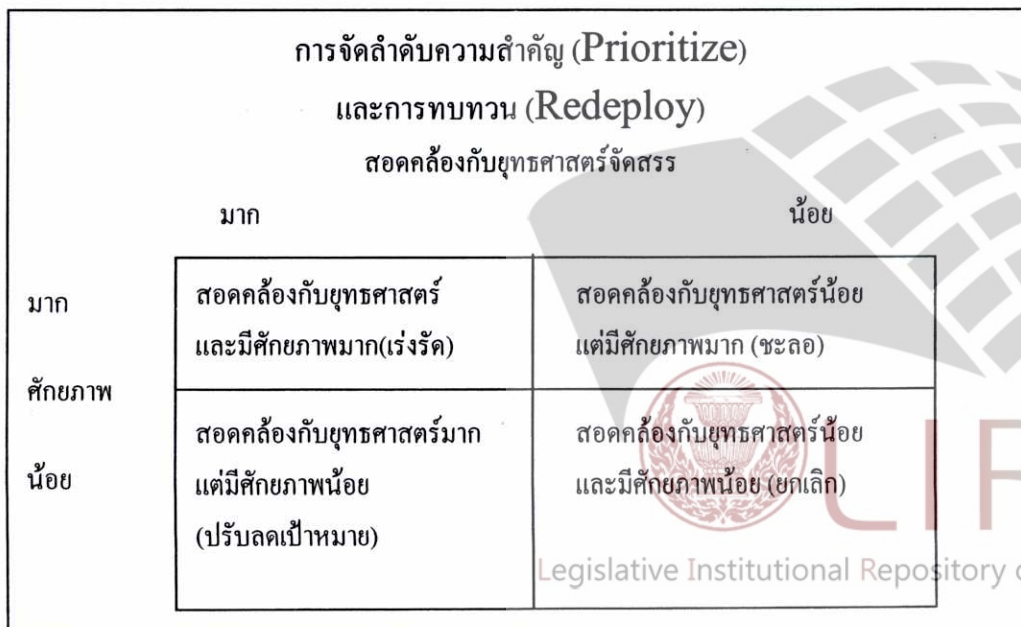 การจัดลำดับความสำคัญ (Prioritize)
และการทบทวน (Redeploy)
สอดคล้องกับยุทธศาสตร์จัดสรร
มาก น้อย
มาก
ศักยภาพ
น้อย
สอดคล้องกับยุทธศาสตร์
และมีศักยภาพมาก(เร่งรัด)
สอดคล้องกับยุทธศาสตร์น้อย
แต่มีศักยภาพมาก (ชะลอ)
สอดคล้องกับยุทธศาสตร์มาก
แต่มีศักยภาพน้อย
(ปรับลดเป้าหมาย)
สอดคล้องกับยุทธศาสตร์น้อย
และมีศักยภาพน้อย (ยกเลิก)
LIR
Legislative Institutional Repository o